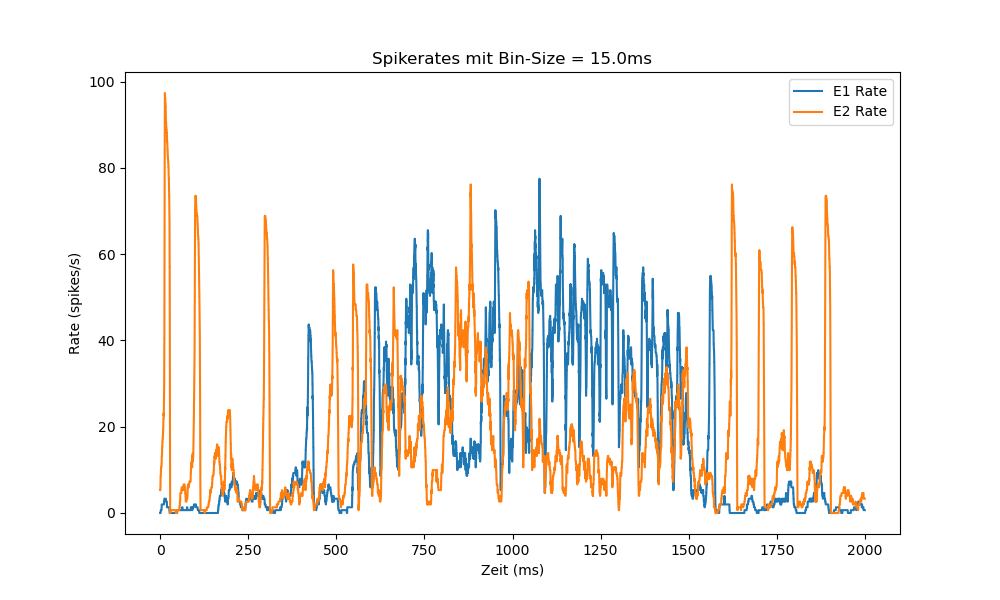 Spikerates mit Bin-Size = 15.0ms
E1 Rate
E2 Rate
Rate (spikes/s)
100
80
60
40
20
0
0 250 500 750 1000 1250 1500 1750 2000
Zeit (ms)